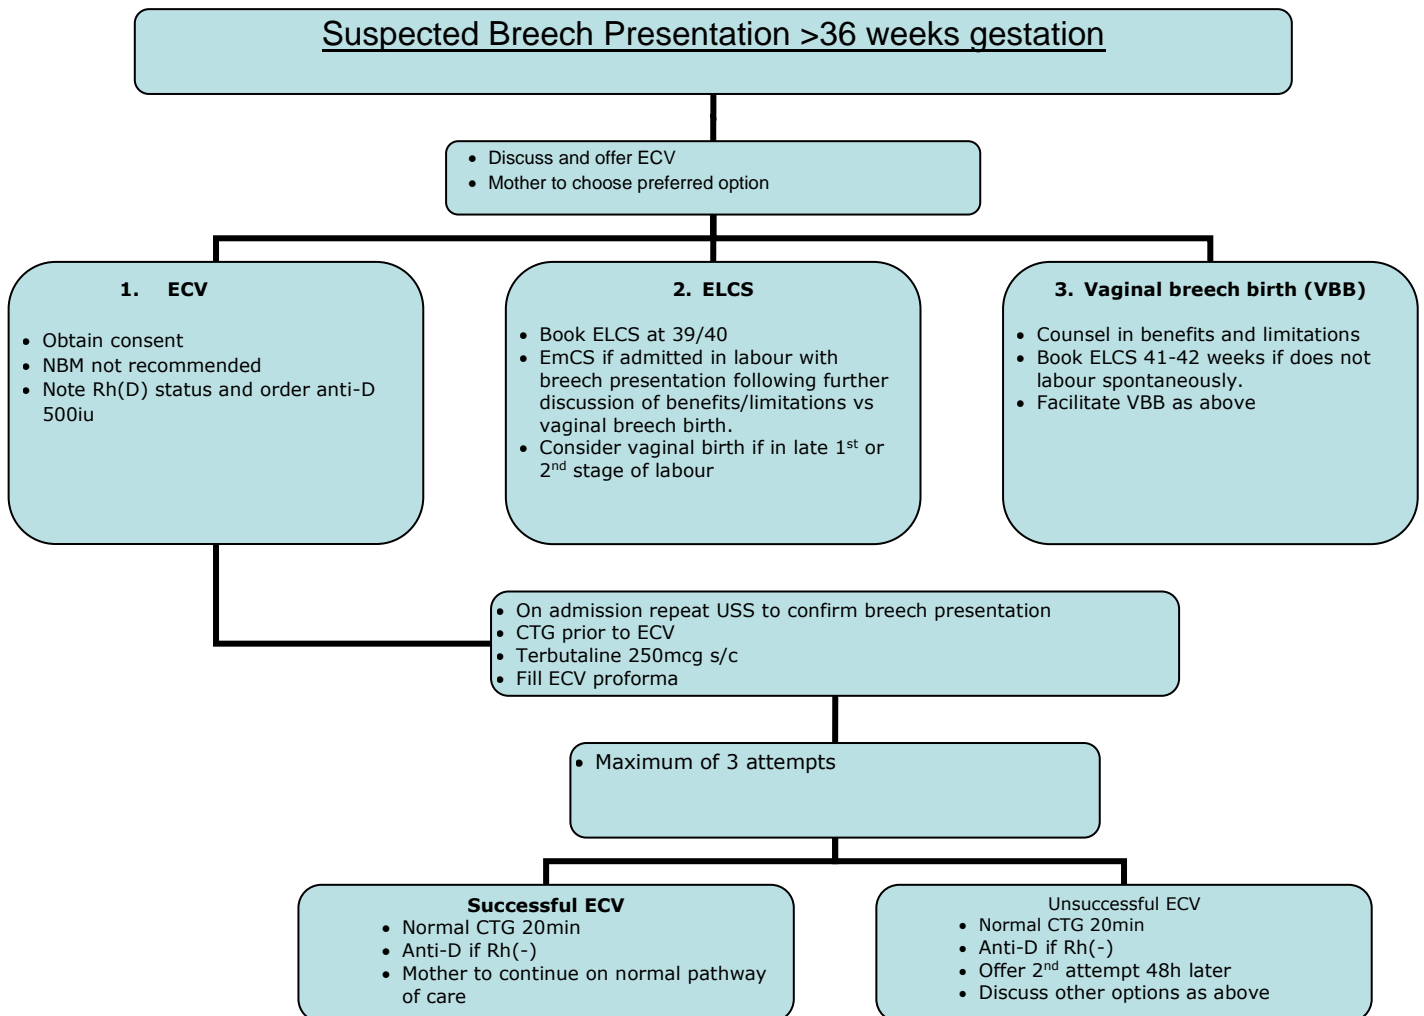 Suspected Breech Presentation >36 weeks gestation
• Discuss and offer ECV
• Mother to choose preferred option
1. ECV
• Obtain consent
• NBM not recommended
• Note Rh(D) status and order anti-D
500iu
2. ELCS
• Book ELCS at 39/40
• EmCS if admitted in labour with
breech presentation following further
discussion of benefits/limitations vs
vaginal breech birth.
• Consider vaginal birth if in late 1st or
2nd stage of labour
3. Vaginal breech birth (VBB)
• Counsel in benefits and limitations
• Book ELCS 41-42 weeks if does not
labour spontaneously.
• Facilitate VBB as above
• On admission repeat USS to confirm breech presentation
• CTG prior to ECV
• Terbutaline 250mcg s/c
• Fill ECV proforma
• Maximum of 3 attempts
Successful ECV
• Normal CTG 20min
• Anti-D if Rh(-)
• Mother to continue on normal pathway
of care
Unsuccessful ECV
• Normal CTG 20min
• Anti-D if Rh(-)
• Offer 2nd attempt 48h later
• Discuss other options as above